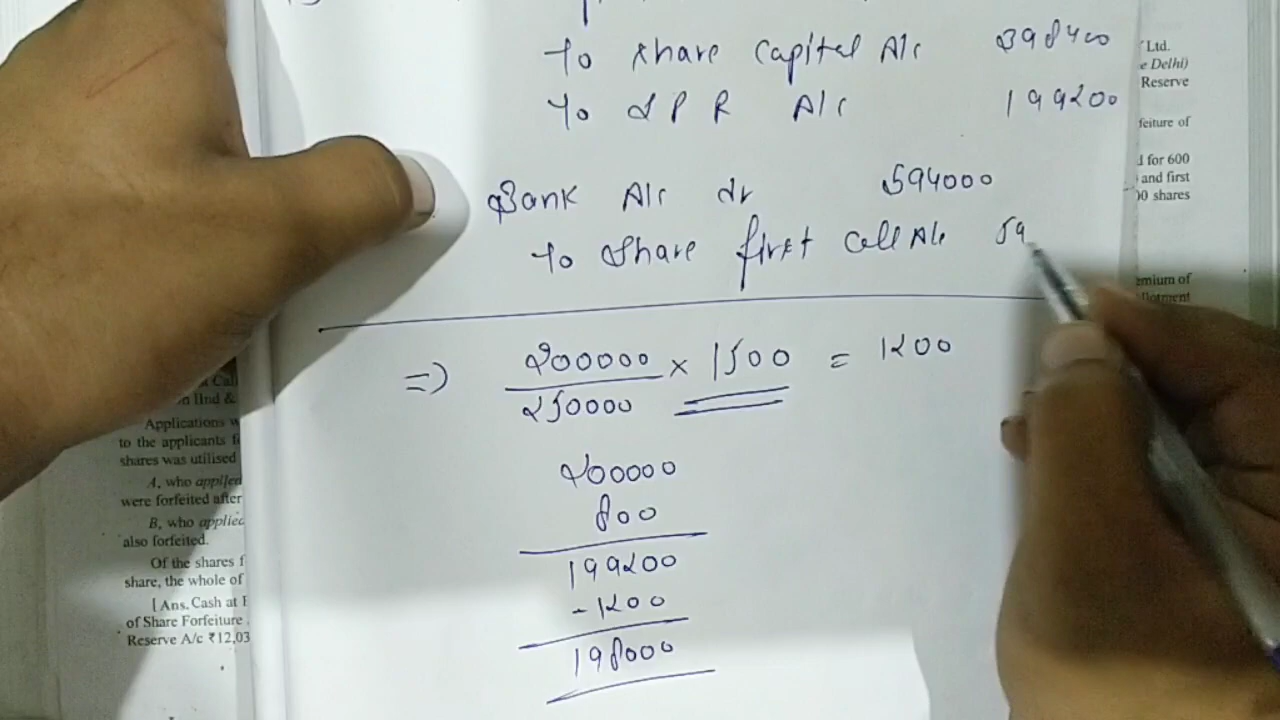 To Share Capital A/c 398400
To S P R A/c 199200
Bank A/c dr 594000
To Share first Call A/c 59
=) 200000 × 1500 = 1200
250000
200000
800
199200
-1200
198000
Ltd.
e Delhi)
Reserve
feiture of
d for 600
and first
00 shares
emium of
llotment
n IInd &
Applications w
to the applicants f
shares was utilised
A, who applied
were forfeited after
B, who applied
also forfeited.
Of the shares f
share, the whole of
[ Ans. Cash at B
of Share Forfeiture
Reserve A/c ₹12,03